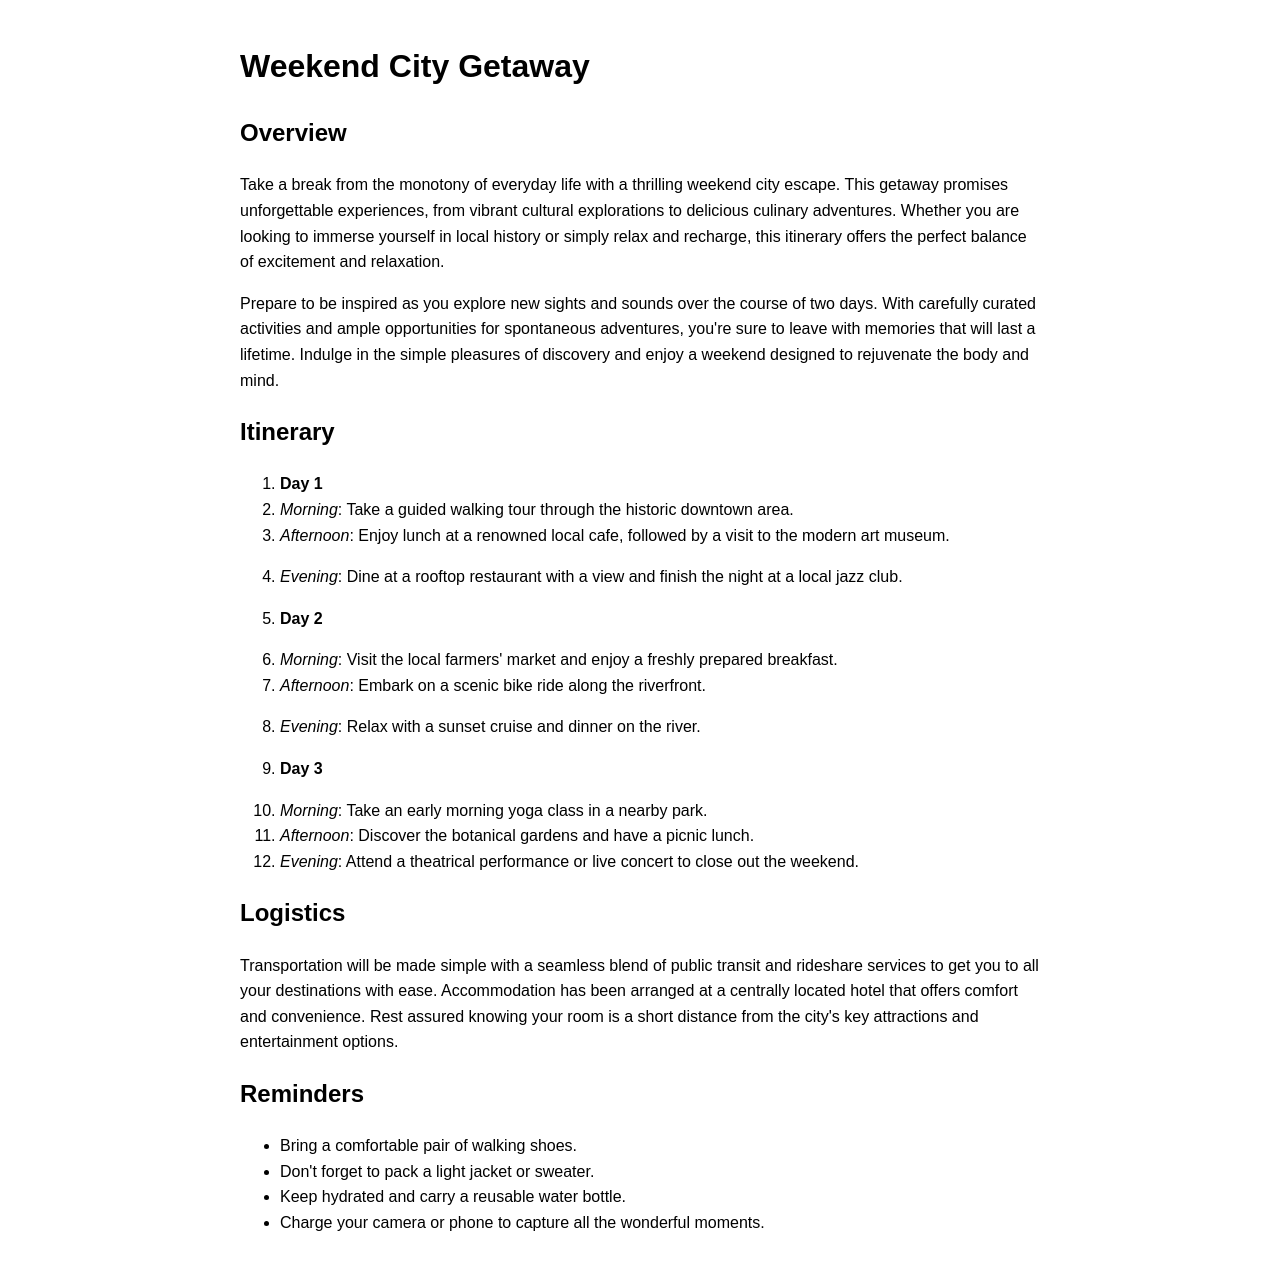 Weekend City Getaway
Overview
Take a break from the monotony of everyday life with a thrilling weekend city escape. This getaway promises
unforgettable experiences, from vibrant cultural explorations to delicious culinary adventures. Whether you are
looking to immerse yourself in local history or simply relax and recharge, this itinerary offers the perfect balance
of excitement and relaxation.
Prepare to be inspired as you explore new sights and sounds over the course of two days. With carefully curated
activities and ample opportunities for spontaneous adventures, you're sure to leave with memories that will last a
lifetime. Indulge in the simple pleasures of discovery and enjoy a weekend designed to rejuvenate the body and
mind.
Itinerary
1. Day 1
2. Morning: Take a guided walking tour through the historic downtown area.
3. Afternoon: Enjoy lunch at a renowned local cafe, followed by a visit to the modern art museum.
4. Evening: Dine at a rooftop restaurant with a view and finish the night at a local jazz club.
5. Day 2
6. Morning: Visit the local farmers' market and enjoy a freshly prepared breakfast.
7. Afternoon: Embark on a scenic bike ride along the riverfront.
8. Evening: Relax with a sunset cruise and dinner on the river.
9. Day 3
10. Morning: Take an early morning yoga class in a nearby park.
11. Afternoon: Discover the botanical gardens and have a picnic lunch.
12. Evening: Attend a theatrical performance or live concert to close out the weekend.
Logistics
Transportation will be made simple with a seamless blend of public transit and rideshare services to get you to all
your destinations with ease. Accommodation has been arranged at a centrally located hotel that offers comfort
and convenience. Rest assured knowing your room is a short distance from the city's key attractions and
entertainment options.
Reminders
• Bring a comfortable pair of walking shoes.
• Don't forget to pack a light jacket or sweater.
• Keep hydrated and carry a reusable water bottle.
• Charge your camera or phone to capture all the wonderful moments.